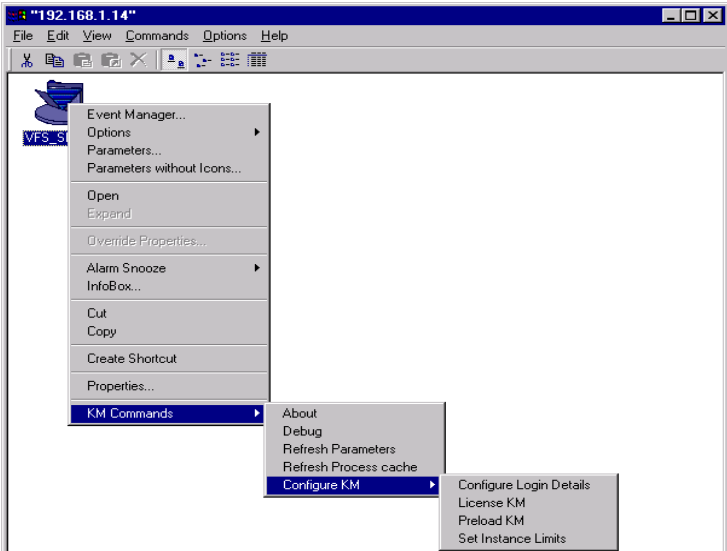 "192.168.1.14"
File Edit View Commands Options Help
VFS_S
Event Manager...
Options
Parameters...
Parameters without Icons...
Open
Expand
Override Properties...
Alarm Snooze
InfoBox...
Cut
Copy
Create Shortcut
Properties...
KM Commands
About
Debug
Refresh Parameters
Refresh Process cache
Configure KM
Configure Login Details
License KM
Preload KM
Set Instance Limits